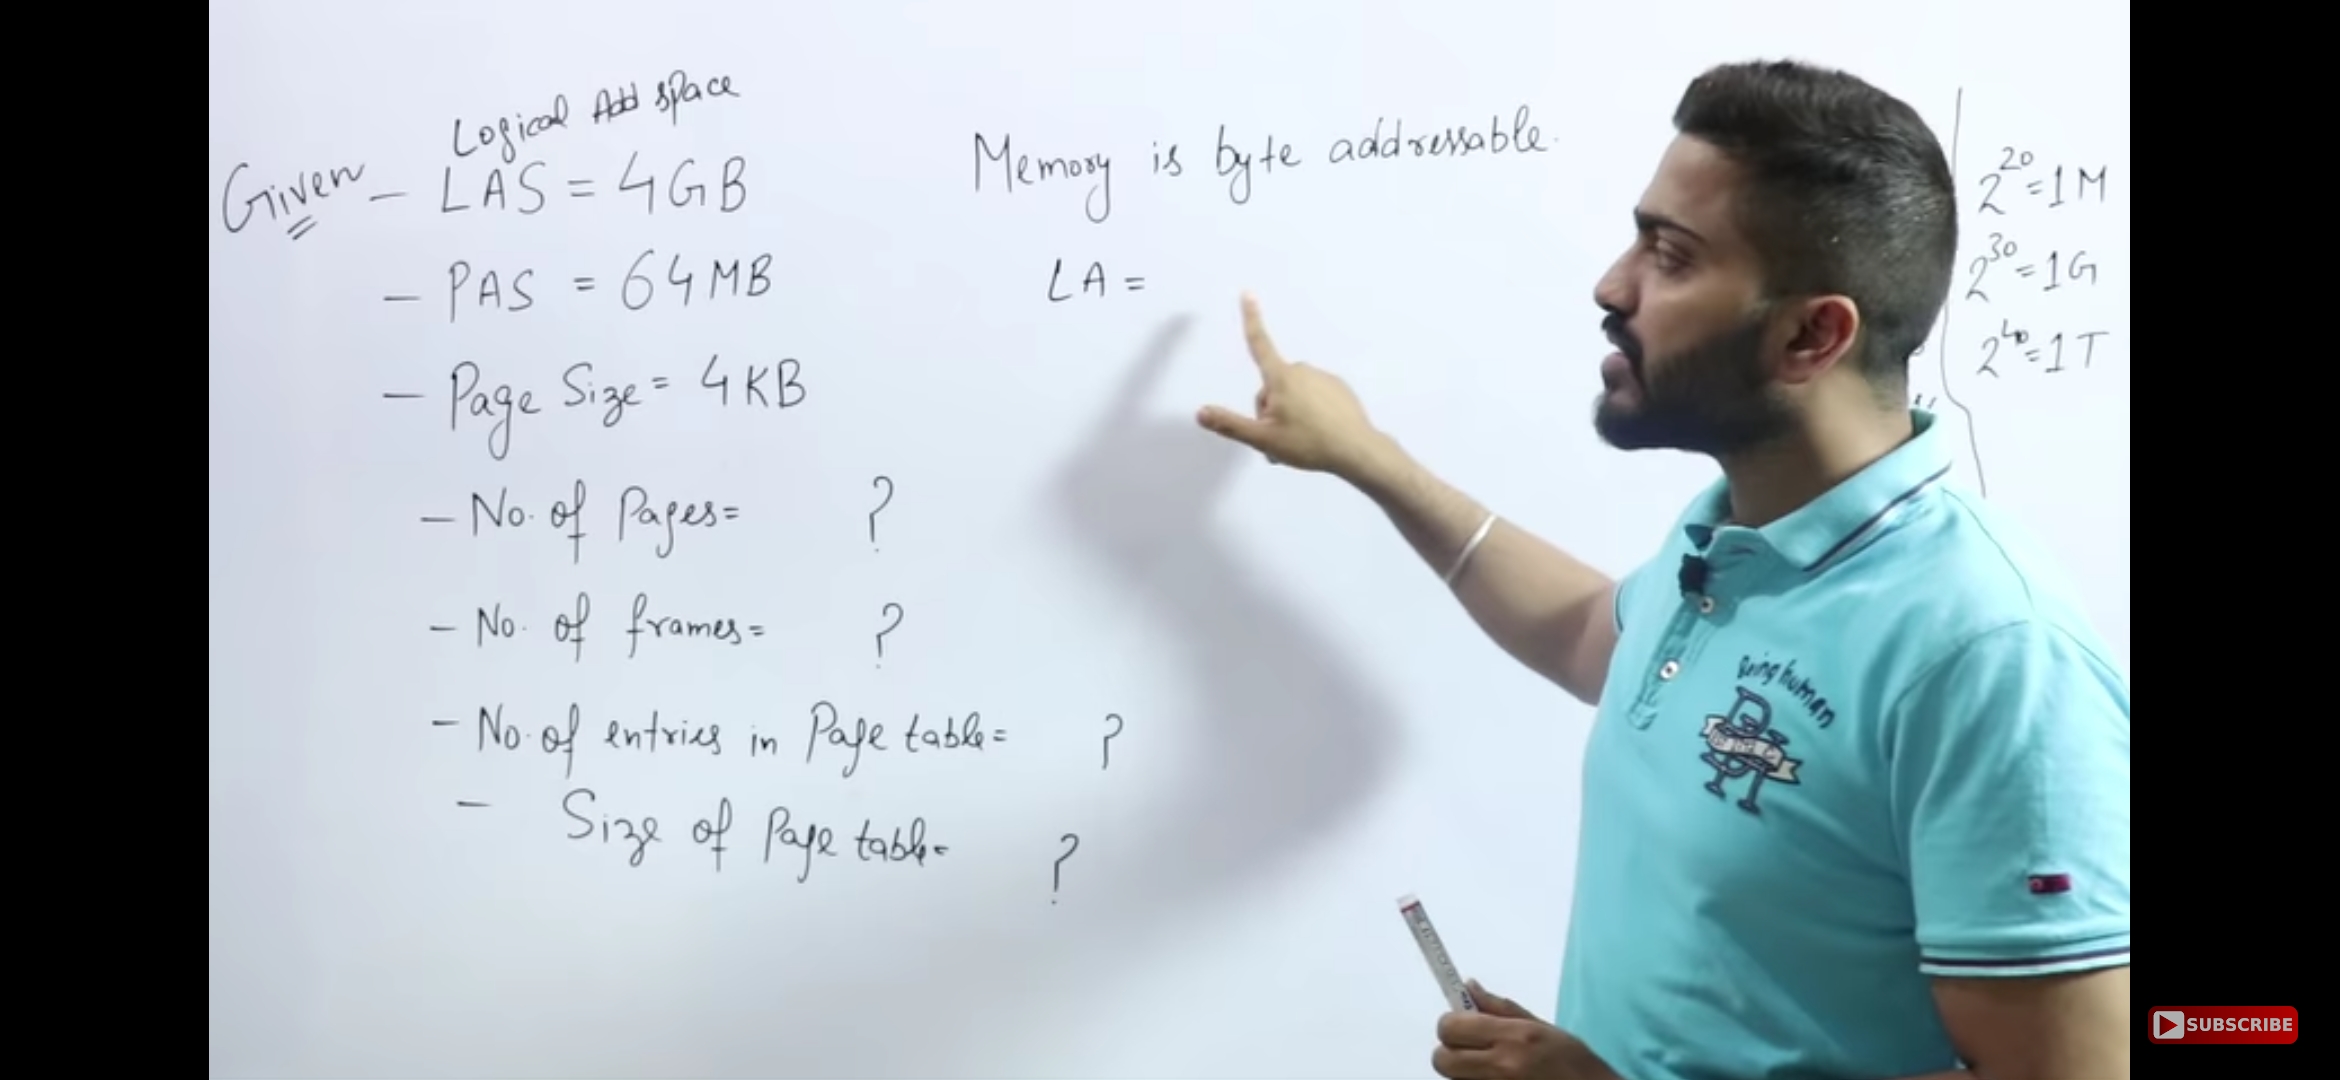 Logical Add space
Given - LAS = 4GB
- PAS = 64MB
- Page Size = 4KB
- No. of Pages = ?
- No. of frames = ?
- No. of entries in Page table = ?
- Size of Page table = ?
Memory is byte addressable.
LA =
2^20 = 1M
2^30 = 1G
2^40 = 1T
Being human
SUBSCRIBE